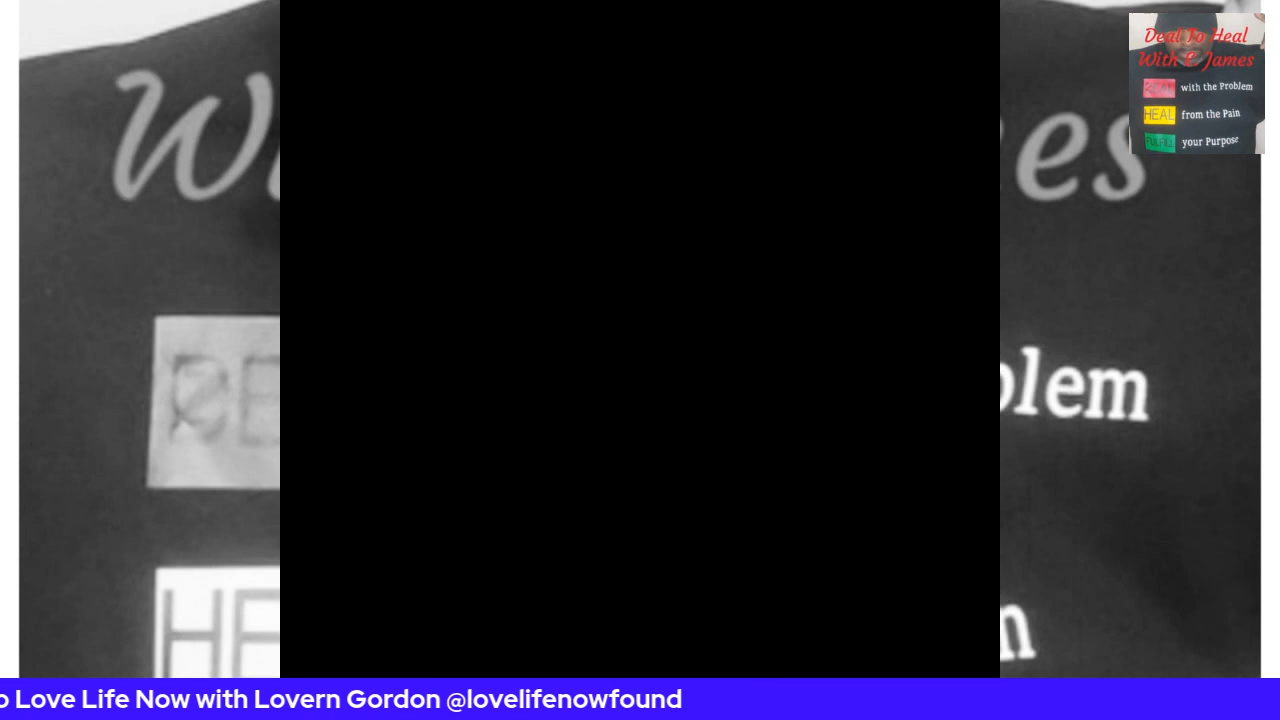 Deal To Heal
With E. James
with the Problem
HEAL from the Pain
FULFILL your Purpose
es
blem
HE
o Love Life Now with Lovern Gordon @lovelifenowfound